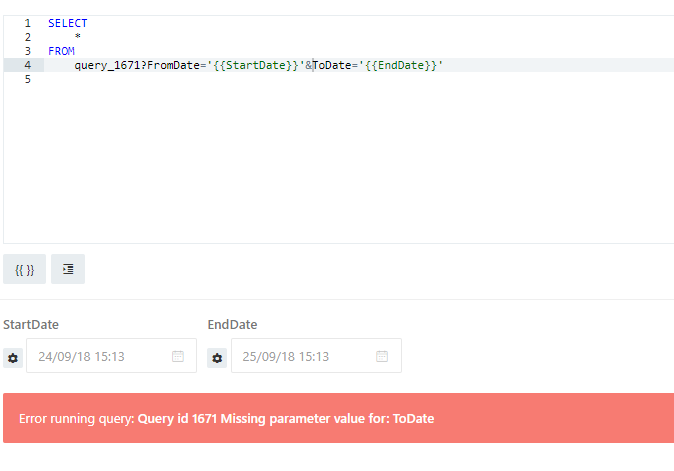 1 SELECT
2 *
3 FROM
4 query_1671?FromDate='{{StartDate}}'&ToDate='{{EndDate}}'
5
{{ }}
StartDate EndDate
24/09/18 15:13 25/09/18 15:13
Error running query: Query id 1671 Missing parameter value for: ToDate